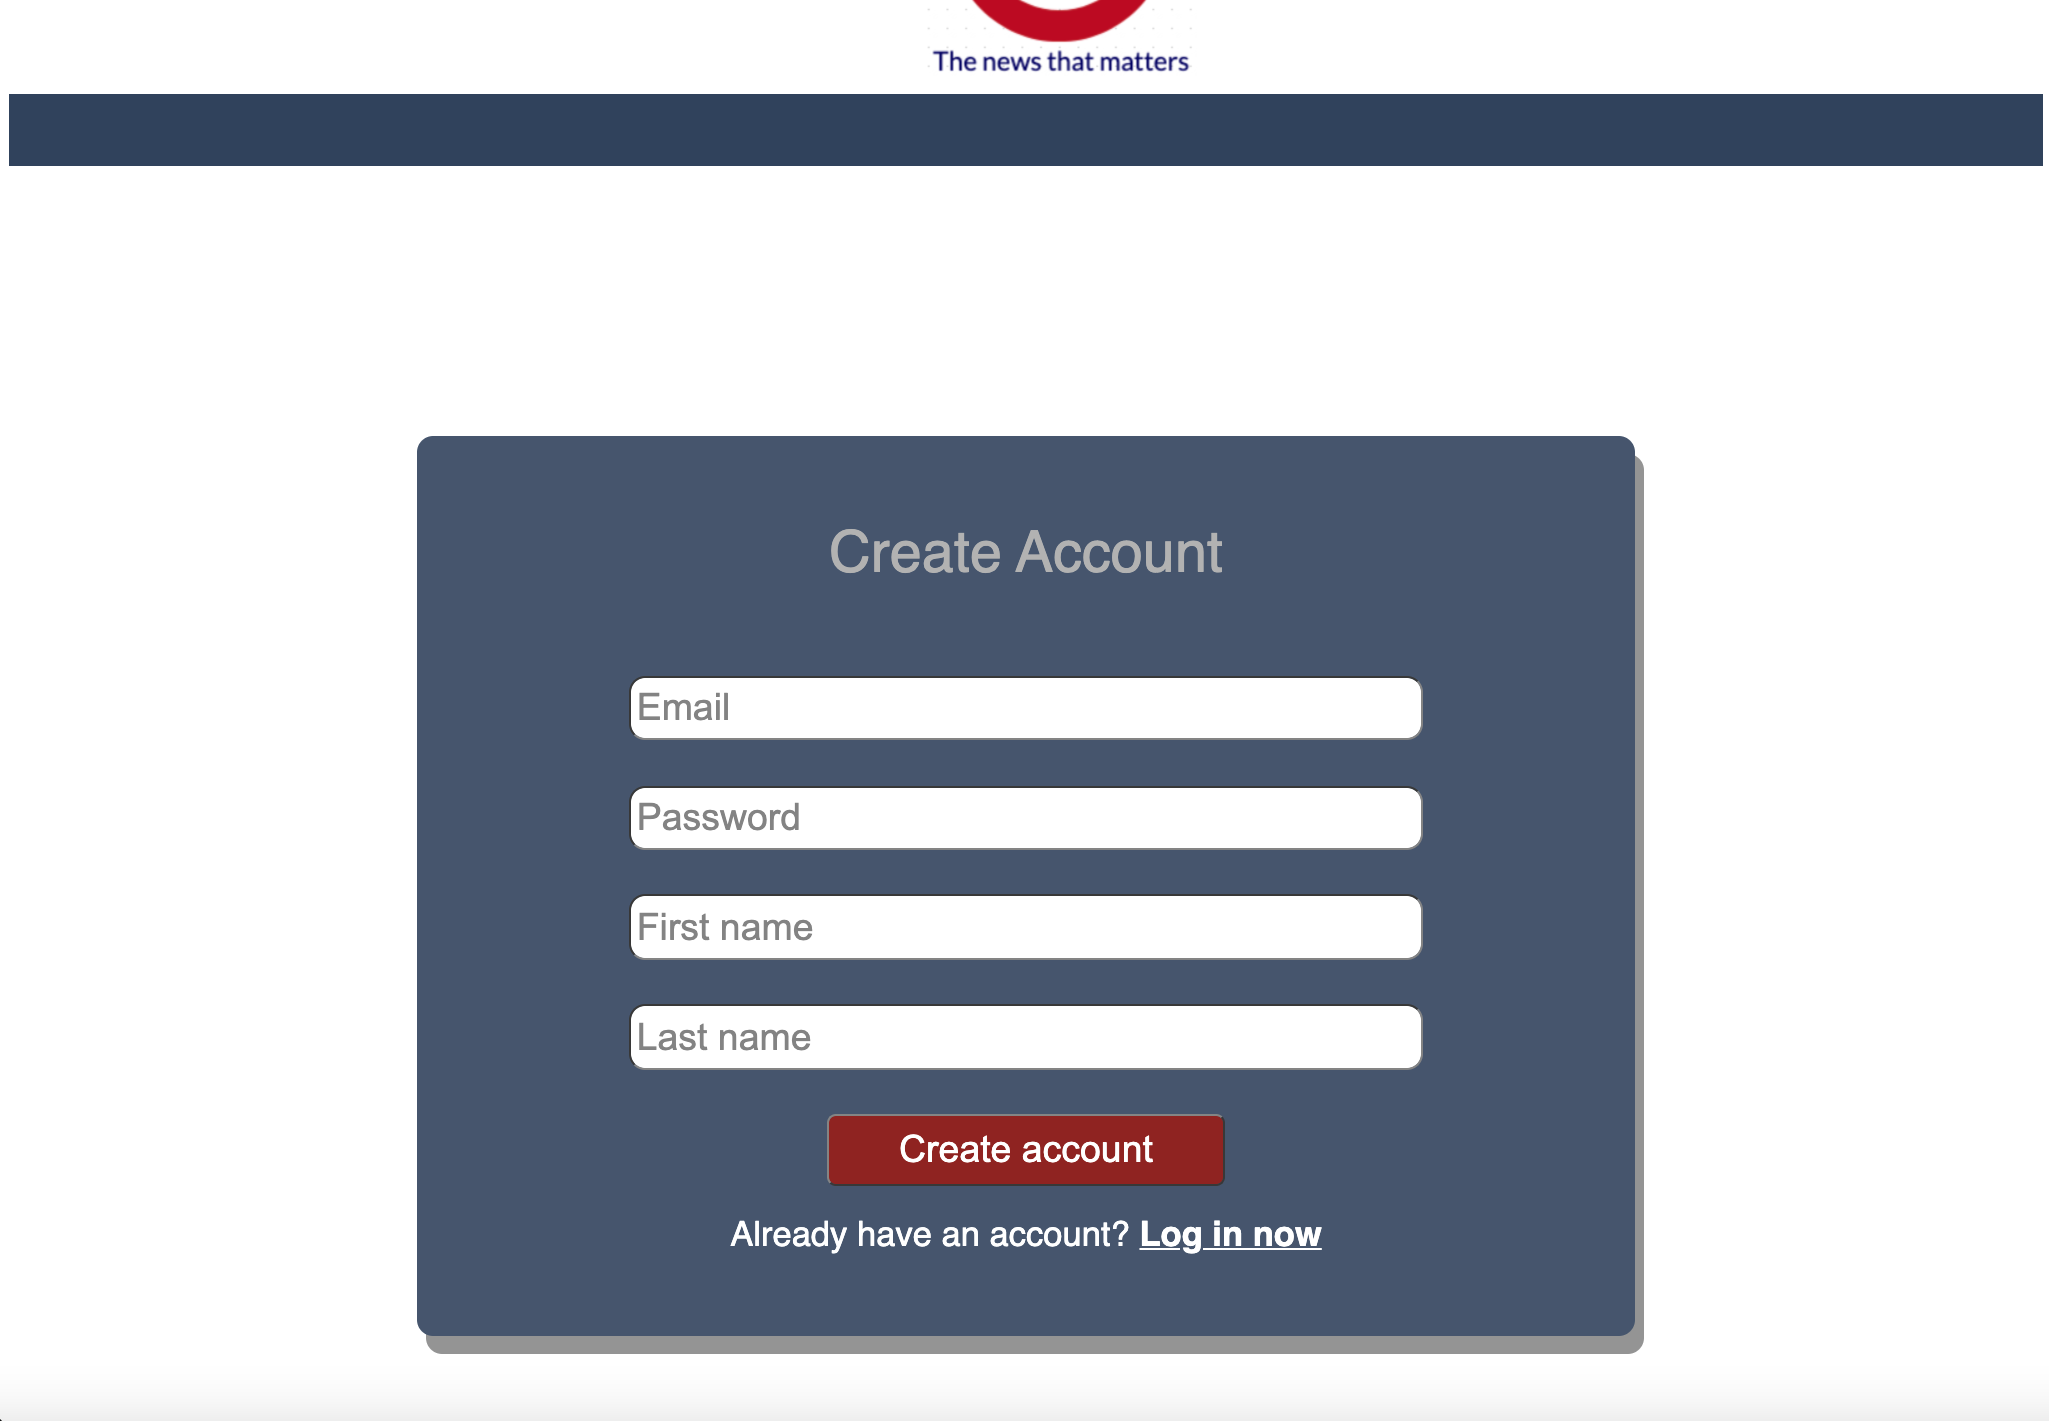 The news that matters
Create Account
Email
Password
First name
Last name
Create account
Already have an account? Log in now